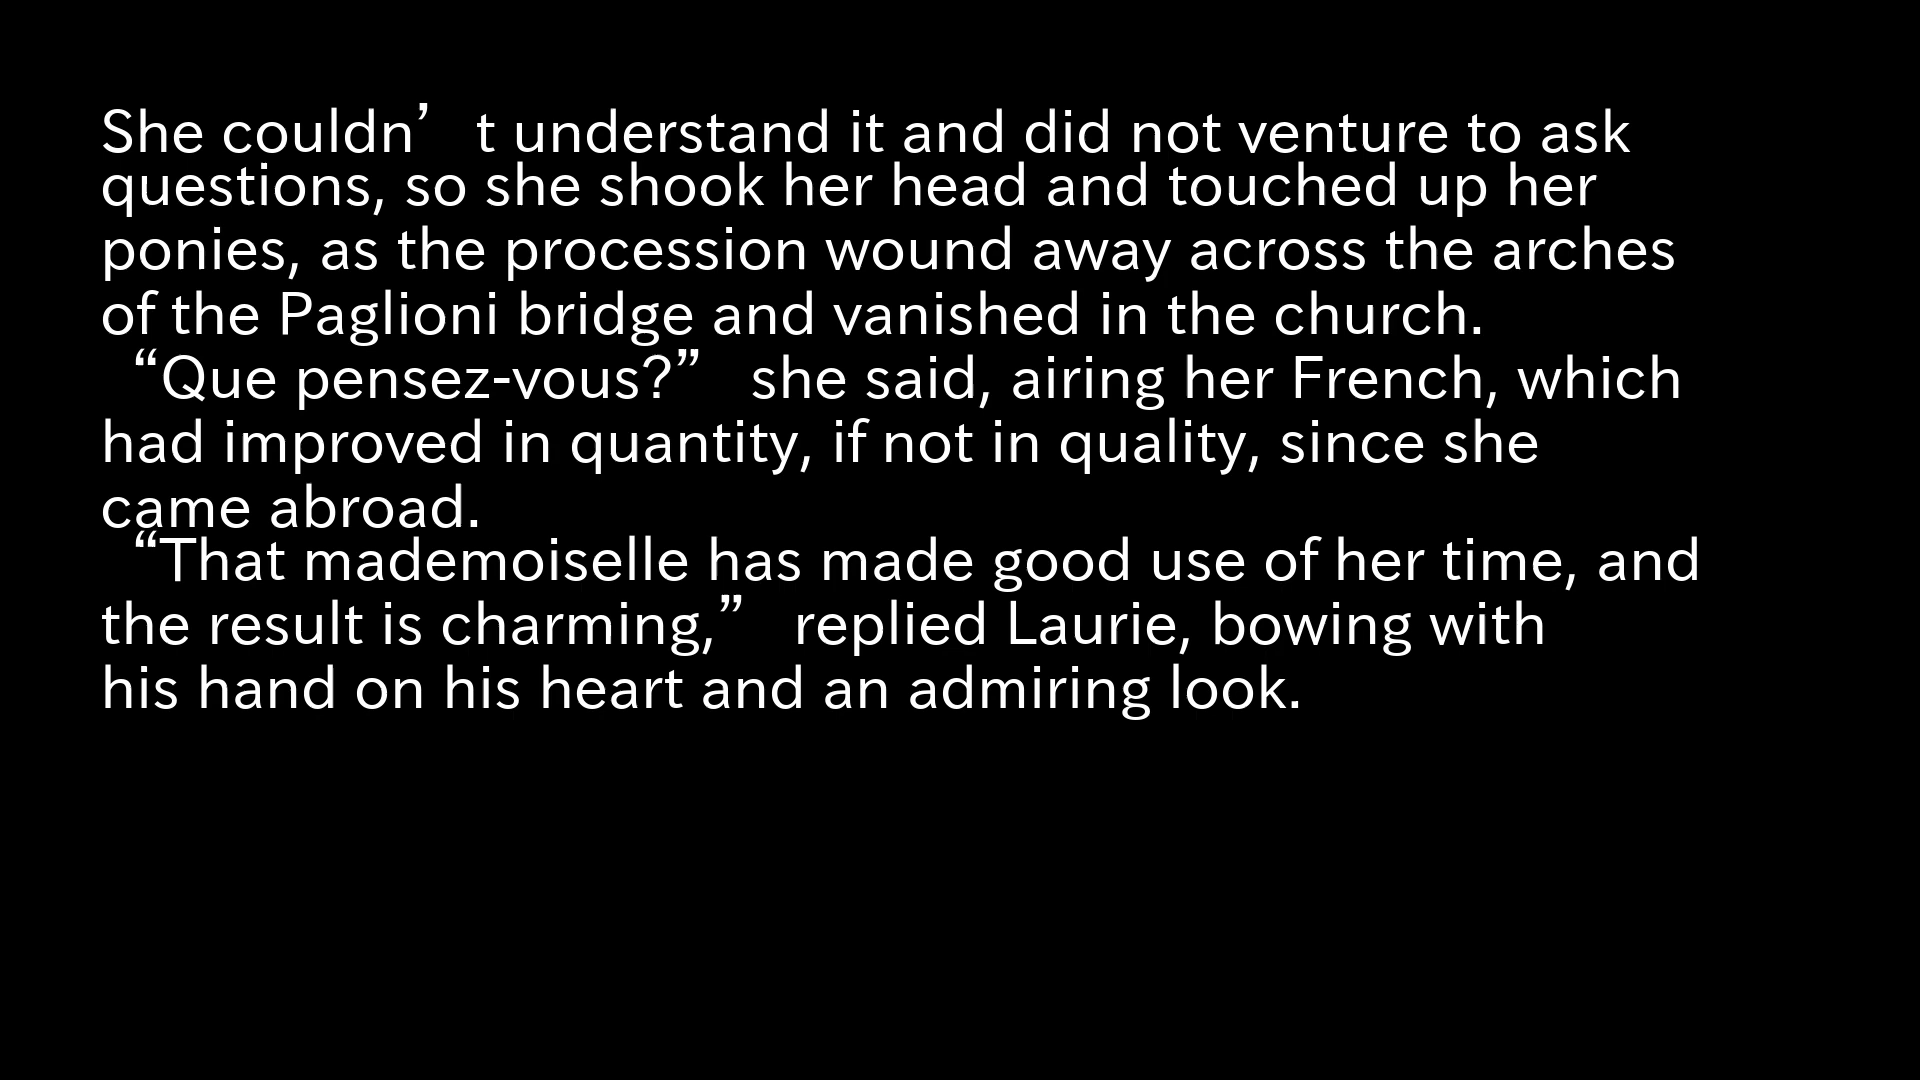 She couldn’t understand it and did not venture to ask
questions, so she shook her head and touched up her
ponies, as the procession wound away across the arches
of the Paglioni bridge and vanished in the church.
“Que pensez-vous?” she said, airing her French, which
had improved in quantity, if not in quality, since she
came abroad.
“That mademoiselle has made good use of her time, and
the result is charming,” replied Laurie, bowing with
his hand on his heart and an admiring look.